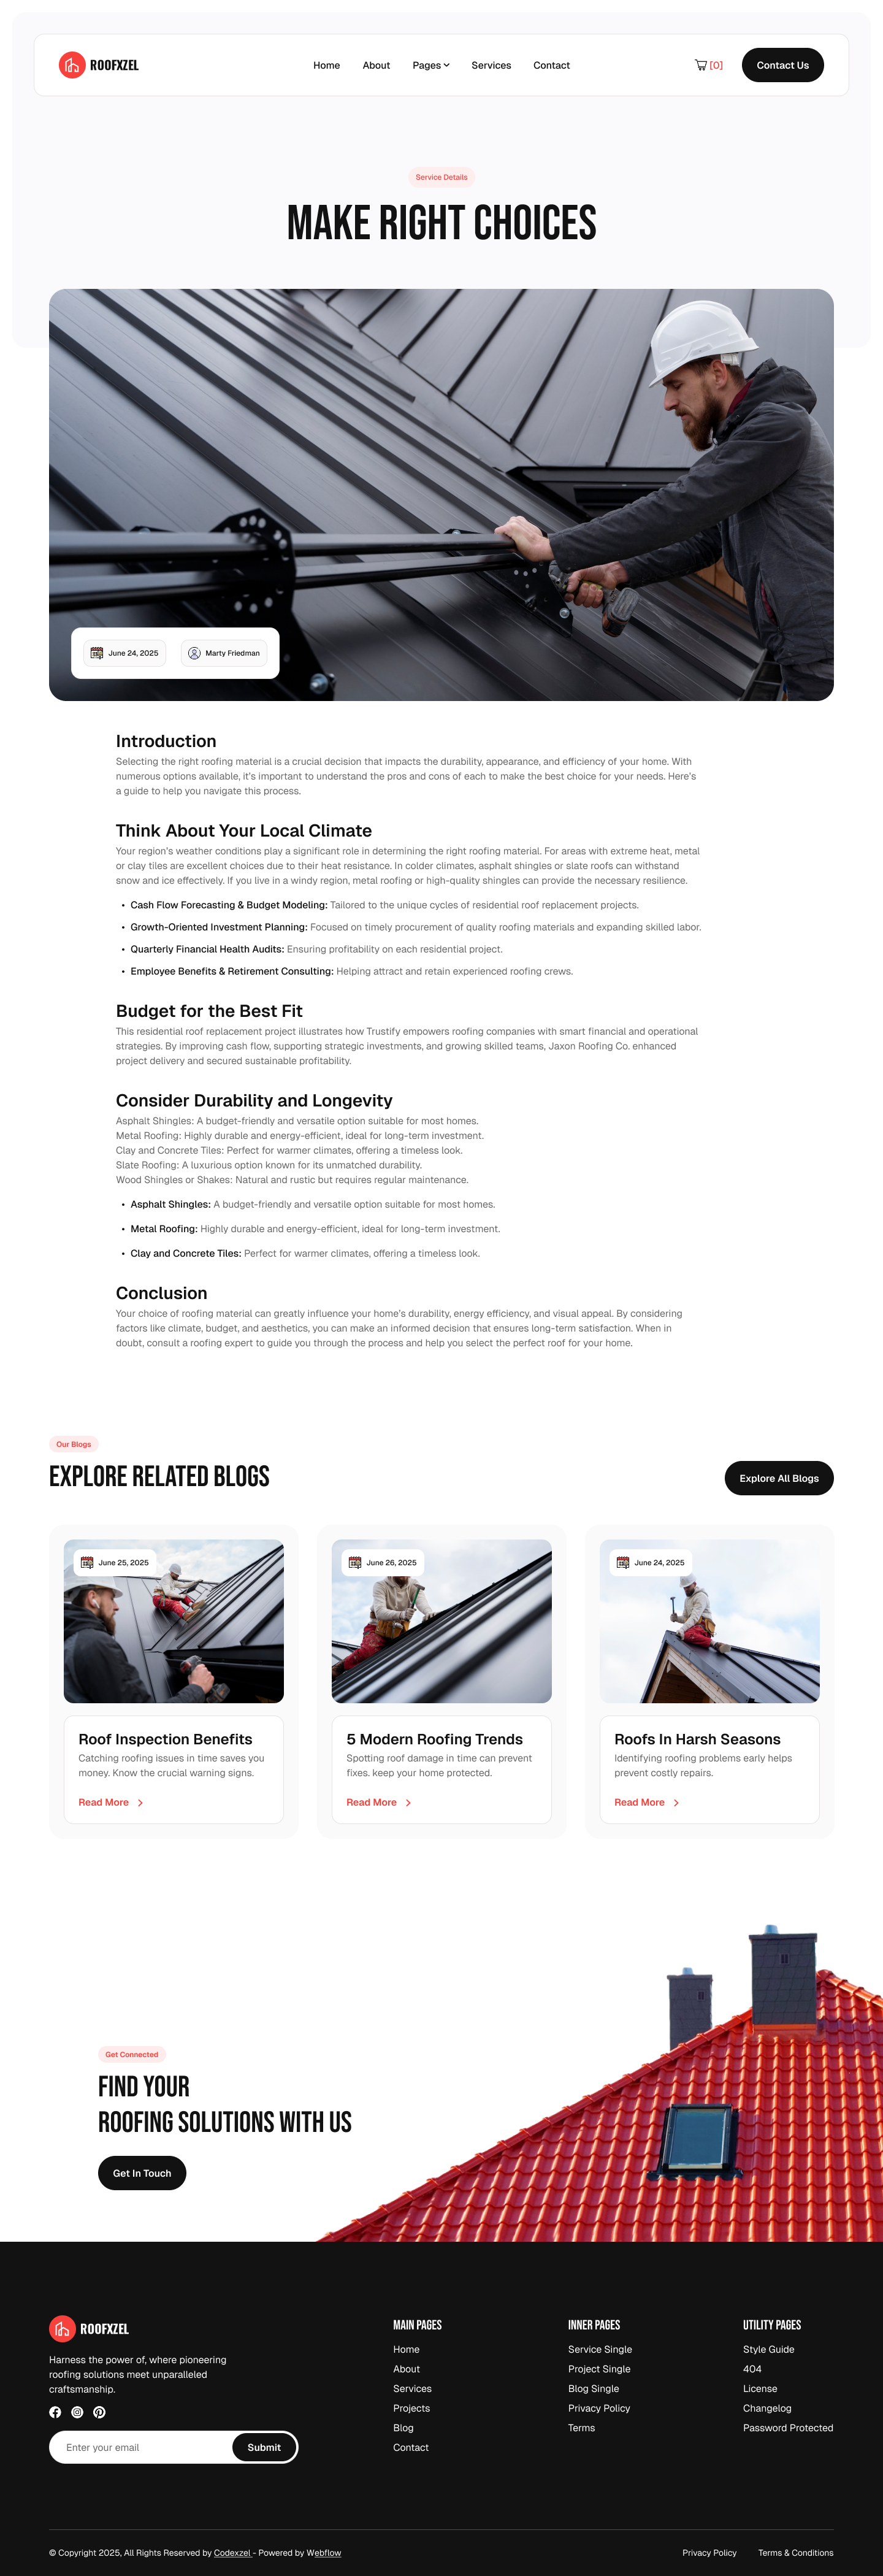 ROOFXZEL
Home About Pages Services Contact
[0] Contact Us
Service Details
MAKE RIGHT CHOICES
June 24, 2025 Marty Friedman
Introduction
Selecting the right roofing material is a crucial decision that impacts the durability, appearance, and efficiency of your home. With
numerous options available, it's important to understand the pros and cons of each to make the best choice for your needs. Here's
a guide to help you navigate this process.
Think About Your Local Climate
Your region's weather conditions play a significant role in determining the right roofing material. For areas with extreme heat, metal
or clay tiles are excellent choices due to their heat resistance. In colder climates, asphalt shingles or slate roofs can withstand
snow and ice effectively. If you live in a windy region, metal roofing or high-quality shingles can provide the necessary resilience.
• Cash Flow Forecasting & Budget Modeling: Tailored to the unique cycles of residential roof replacement projects.
• Growth-Oriented Investment Planning: Focused on timely procurement of quality roofing materials and expanding skilled labor.
• Quarterly Financial Health Audits: Ensuring profitability on each residential project.
• Employee Benefits & Retirement Consulting: Helping attract and retain experienced roofing crews.
Budget for the Best Fit
This residential roof replacement project illustrates how Trustify empowers roofing companies with smart financial and operational
strategies. By improving cash flow, supporting strategic investments, and growing skilled teams, Jaxon Roofing Co. enhanced
project delivery and secured sustainable profitability.
Consider Durability and Longevity
Asphalt Shingles: A budget-friendly and versatile option suitable for most homes.
Metal Roofing: Highly durable and energy-efficient, ideal for long-term investment.
Clay and Concrete Tiles: Perfect for warmer climates, offering a timeless look.
Slate Roofing: A luxurious option known for its unmatched durability.
Wood Shingles or Shakes: Natural and rustic but requires regular maintenance.
• Asphalt Shingles: A budget-friendly and versatile option suitable for most homes.
• Metal Roofing: Highly durable and energy-efficient, ideal for long-term investment.
• Clay and Concrete Tiles: Perfect for warmer climates, offering a timeless look.
Conclusion
Your choice of roofing material can greatly influence your home's durability, energy efficiency, and visual appeal. By considering
factors like climate, budget, and aesthetics, you can make an informed decision that ensures long-term satisfaction. When in
doubt, consult a roofing expert to guide you through the process and help you select the perfect roof for your home.
Our Blogs
EXPLORE RELATED BLOGS
Explore All Blogs
June 25, 2025
Roof Inspection Benefits
Catching roofing issues in time saves you
money. Know the crucial warning signs.
Read More
June 26, 2025
5 Modern Roofing Trends
Spotting roof damage in time can prevent
fixes. keep your home protected.
Read More
June 24, 2025
Roofs In Harsh Seasons
Identifying roofing problems early helps
prevent costly repairs.
Read More
Get Connected
FIND YOUR
ROOFING SOLUTIONS WITH US
Get In Touch
ROOFXZEL
Harness the power of, where pioneering
roofing solutions meet unparalleled
craftsmanship.
Enter your email Submit
MAIN PAGES
Home
About
Services
Projects
Blog
Contact
INNER PAGES
Service Single
Project Single
Blog Single
Privacy Policy
Terms
UTILITY PAGES
Style Guide
404
License
Changelog
Password Protected
© Copyright 2025, All Rights Reserved by Codexzel - Powered by Webflow
Privacy Policy Terms & Conditions